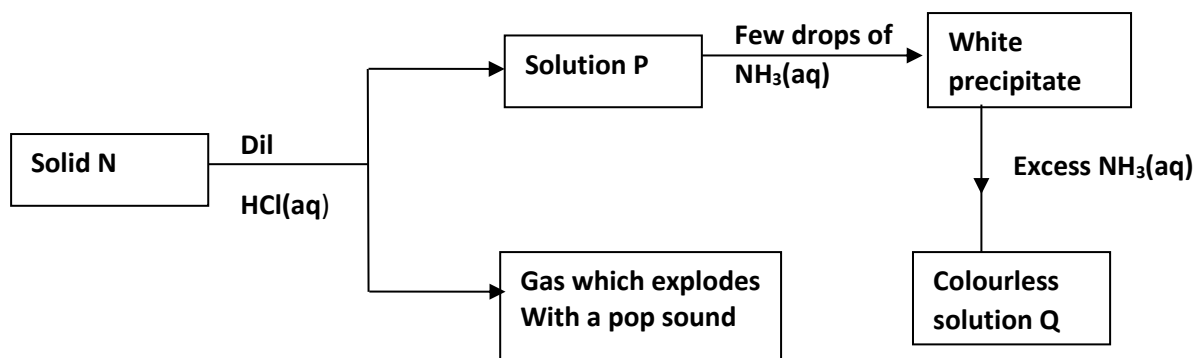 Solid N
Dil
HCl(aq)
Solution P
Few drops of
NH₃(aq)
White
precipitate
Excess NH₃(aq)
Colourless
solution Q
Gas which explodes
With a pop sound